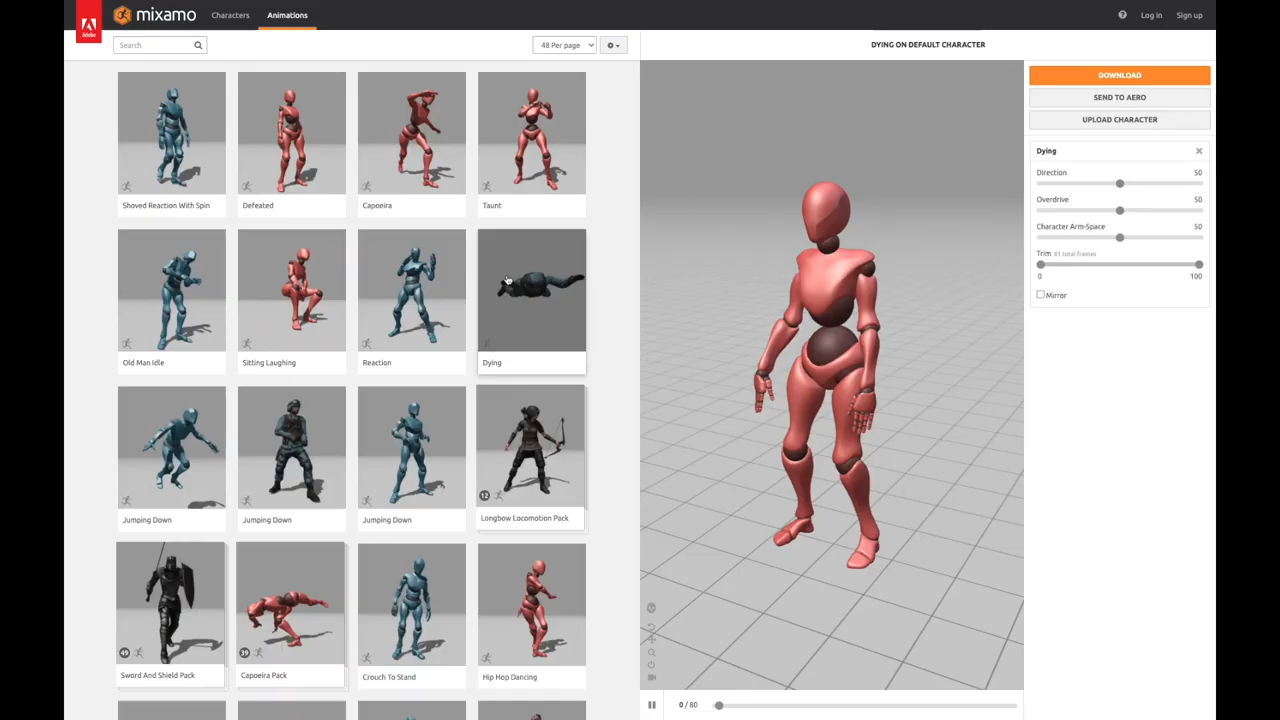 Adobe
mixamo
Characters
Animations
Log in
Sign up
Search
48 Per page
DYING ON DEFAULT CHARACTER
Shoved Reaction With Spin
Defeated
Capoeira
Taunt
Old Man Idle
Sitting Laughing
Reaction
Dying
Jumping Down
Jumping Down
Jumping Down
12
Longbow Locomotion Pack
49
Sword And Shield Pack
39
Capoeira Pack
Crouch To Stand
Hip Hop Dancing
0 / 80
DOWNLOAD
SEND TO AERO
UPLOAD CHARACTER
Dying
Direction 50
Overdrive 50
Character Arm-Space 50
Trim 81 total frames
0 100
Mirror